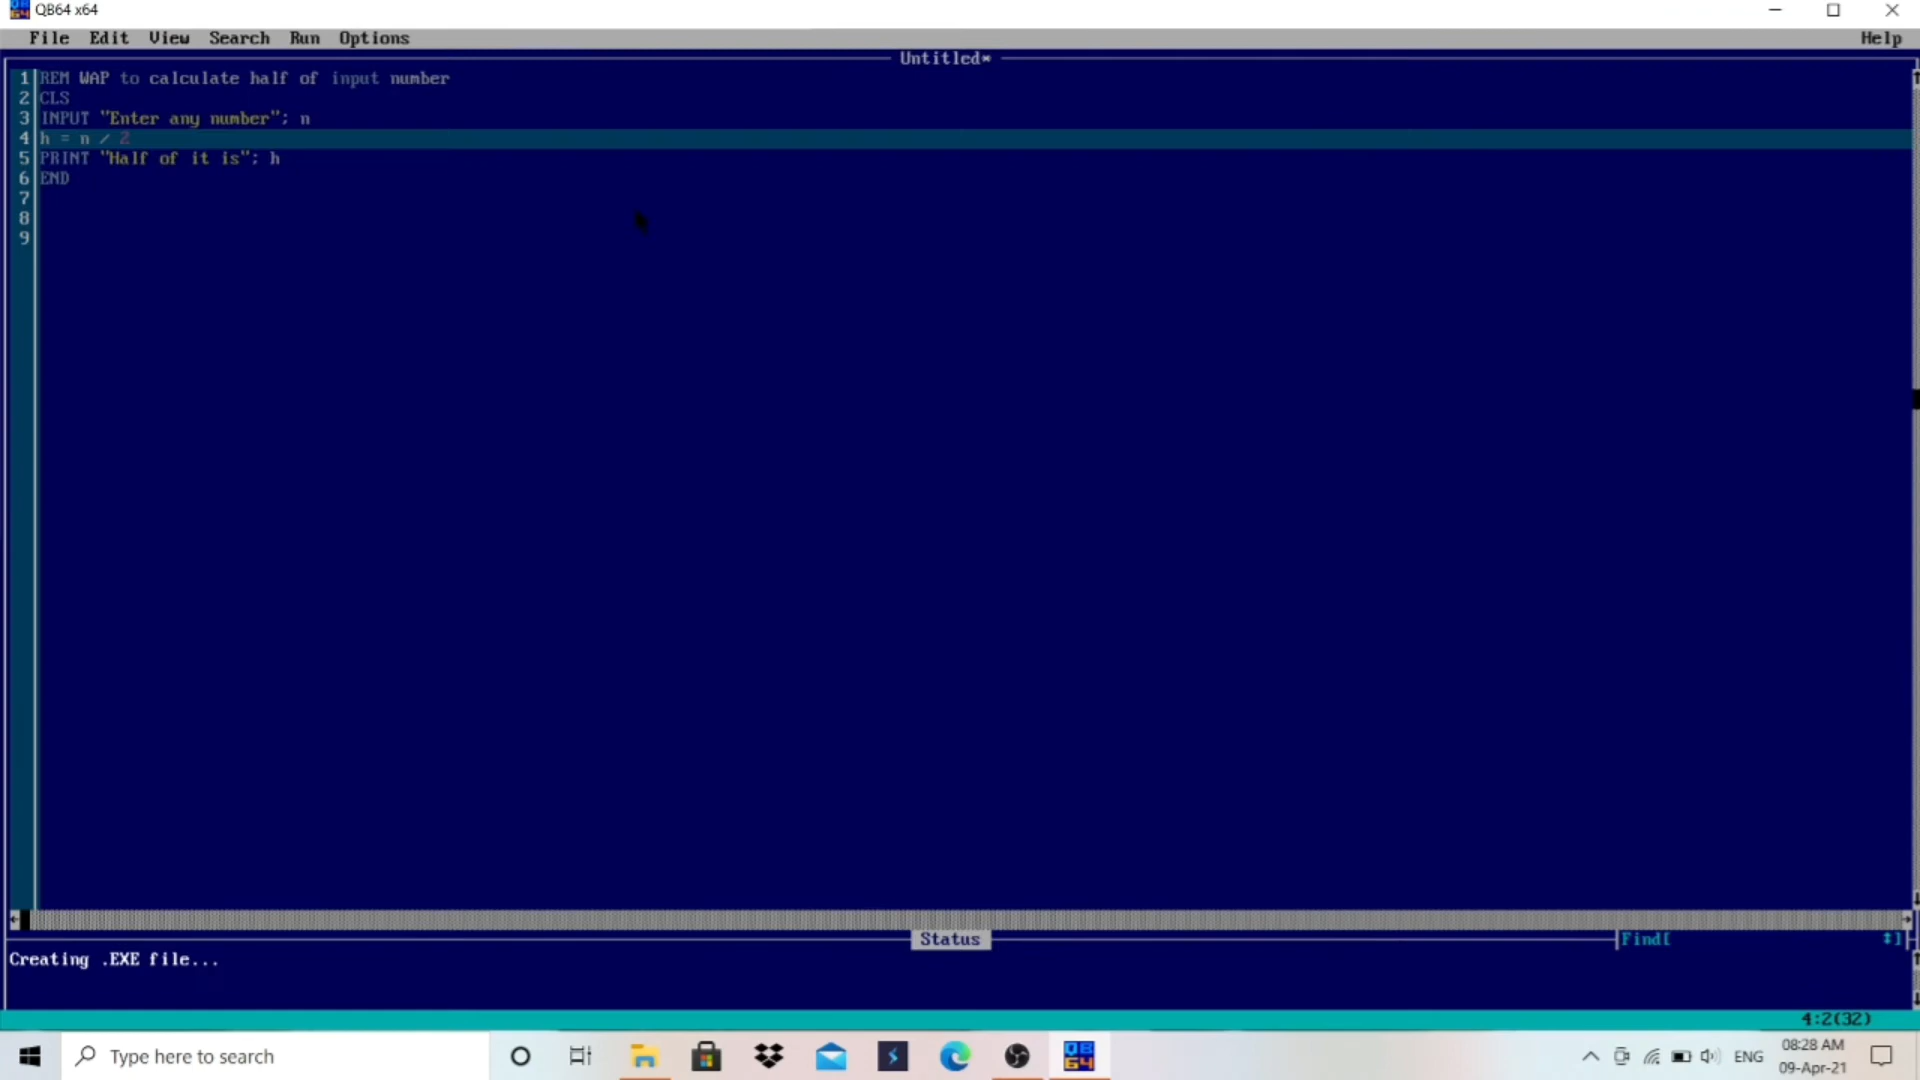 QB64 x64
File Edit View Search Run Options Help
Untitled*
1 REM WAP to calculate half of input number
2 CLS
3 INPUT "Enter any number"; n
4 h = n / 2
5 PRINT "Half of it is"; h
6 END
7
8
9
Status
Find[ ]
Creating .EXE file...
4:2(32)
Type here to search
ENG
08:28 AM
09-Apr-21